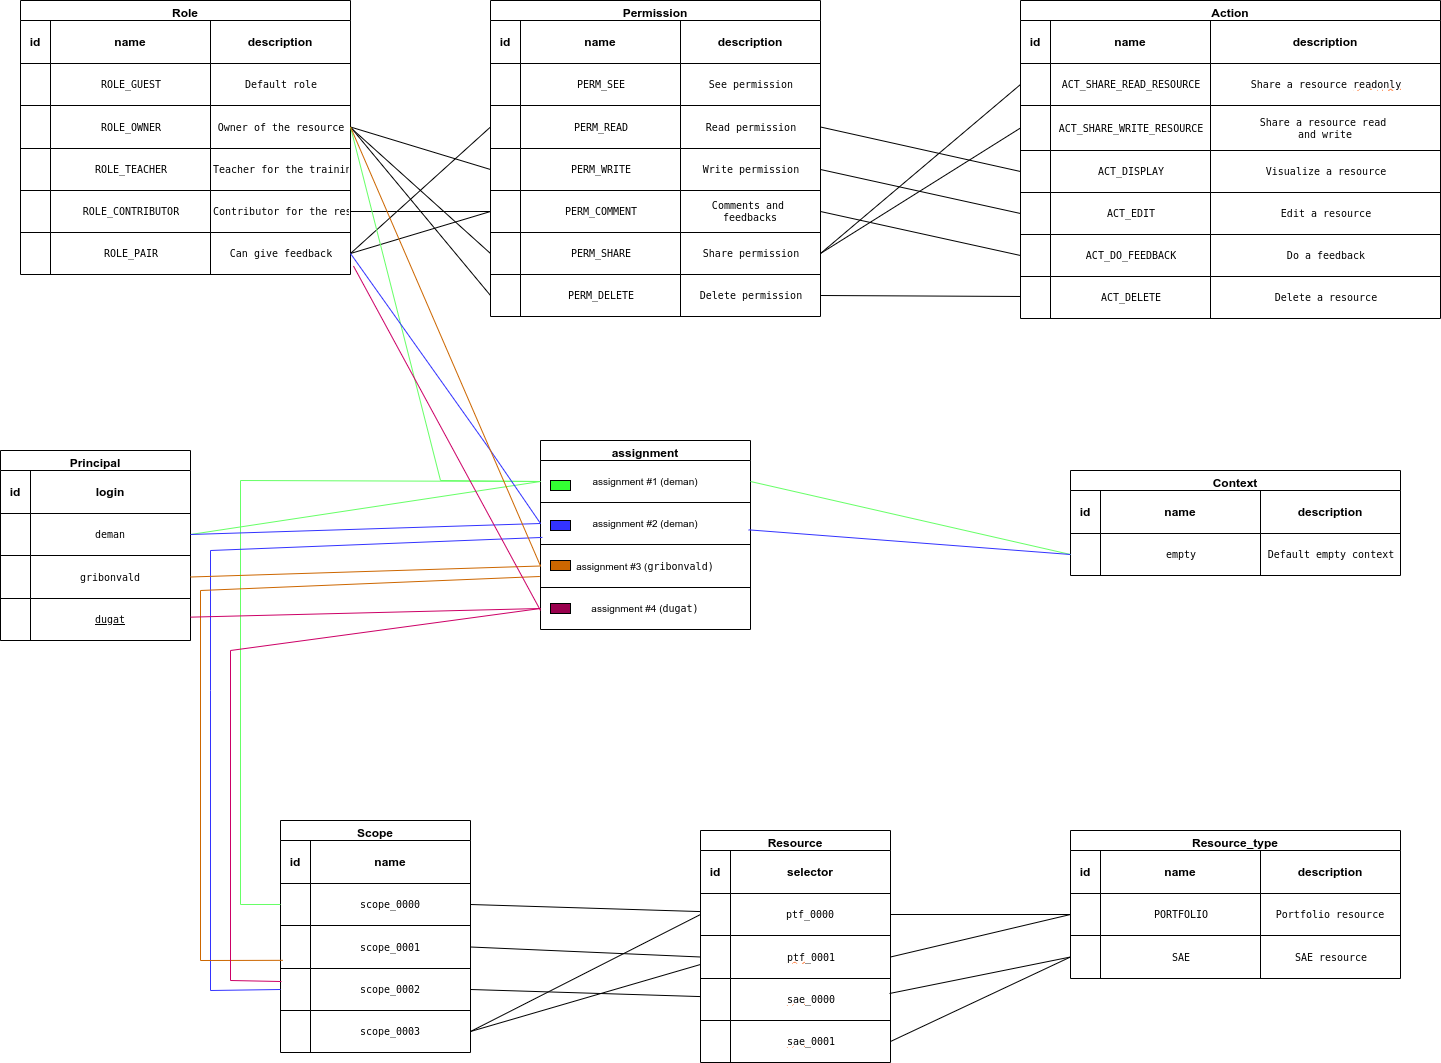 Role
id name description
ROLE_GUEST Default role
ROLE_OWNER Owner of the resource
ROLE_TEACHER Teacher for the trainin
ROLE_CONTRIBUTOR Contributor for the res
ROLE_PAIR Can give feedback
Permission
id name description
PERM_SEE See permission
PERM_READ Read permission
PERM_WRITE Write permission
PERM_COMMENT Comments and
feedbacks
PERM_SHARE Share permission
PERM_DELETE Delete permission
Action
id name description
ACT_SHARE_READ_RESOURCE Share a resource readonly
ACT_SHARE_WRITE_RESOURCE Share a resource read
and write
ACT_DISPLAY Visualize a resource
ACT_EDIT Edit a resource
ACT_DO_FEEDBACK Do a feedback
ACT_DELETE Delete a resource
Principal
id login
deman
gribonvald
dugat
assignment
assignment #1 (deman)
assignment #2 (deman)
assignment #3 (gribonvald)
assignment #4 (dugat)
Context
id name description
empty Default empty context
Scope
id name
scope_0000
scope_0001
scope_0002
scope_0003
Resource
id selector
ptf_0000
ptf_0001
sae_0000
sae_0001
Resource_type
id name description
PORTFOLIO Portfolio resource
SAE SAE resource